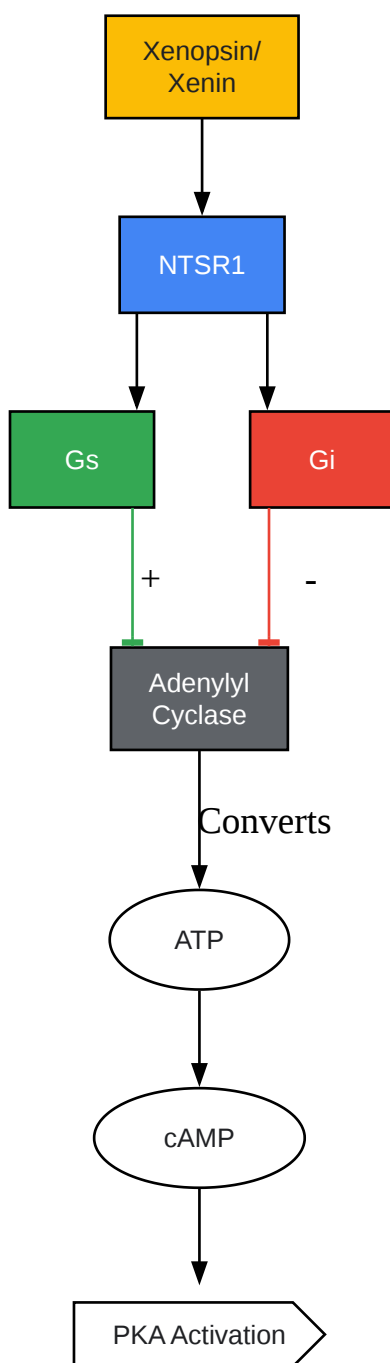 Xenopsin/
Xenin
NTSR1
Gs
Gi
+
-
Adenylyl
Cyclase
Converts
ATP
cAMP
PKA Activation